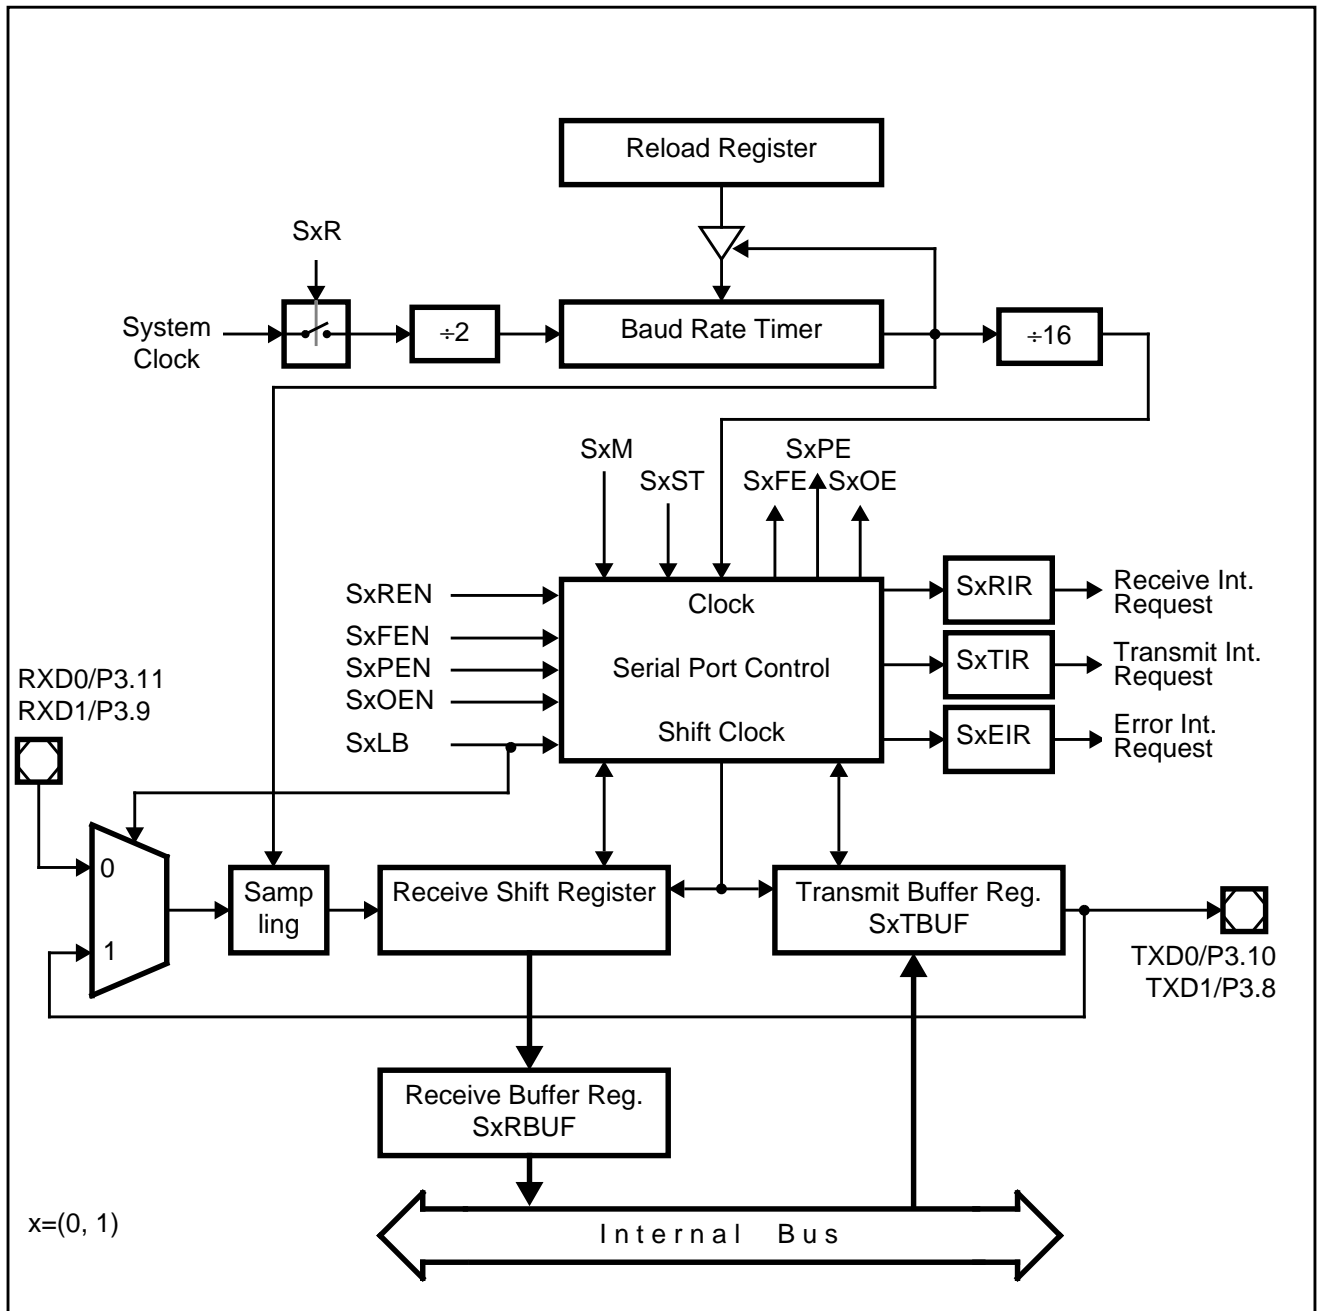 Reload Register
SxR
System
Clock
÷2
Baud Rate Timer
÷16
SxM
SxPE
SxST
SxFE
SxOE
SxREN
SxFEN
SxPEN
SxOEN
SxLB
Clock
Serial Port Control
Shift Clock
SxRIR
Receive Int.
Request
SxTIR
Transmit Int.
Request
SxEIR
Error Int.
Request
RXD0/P3.11
RXD1/P3.9
0
1
Samp
ling
Receive Shift Register
Transmit Buffer Reg.
SxTBUF
TXD0/P3.10
TXD1/P3.8
Receive Buffer Reg.
SxRBUF
Internal Bus
x=(0, 1)